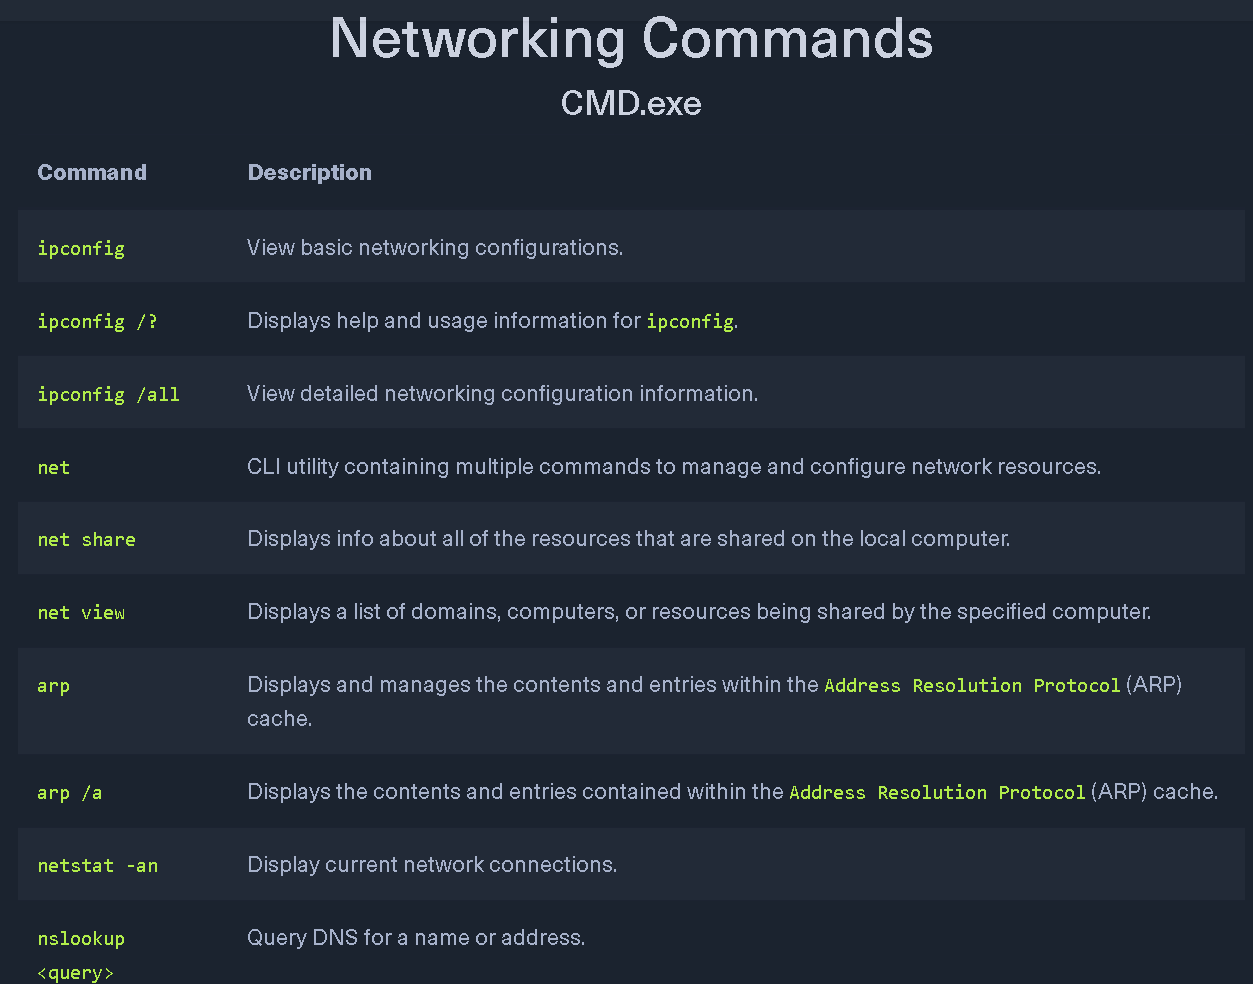 Networking Commands
CMD.exe
Command Description
ipconfig View basic networking configurations.
ipconfig /? Displays help and usage information for ipconfig.
ipconfig /all View detailed networking configuration information.
net CLI utility containing multiple commands to manage and configure network resources.
net share Displays info about all of the resources that are shared on the local computer.
net view Displays a list of domains, computers, or resources being shared by the specified computer.
arp Displays and manages the contents and entries within the Address Resolution Protocol (ARP)
cache.
arp /a Displays the contents and entries contained within the Address Resolution Protocol (ARP) cache.
netstat -an Display current network connections.
nslookup Query DNS for a name or address.
<query>